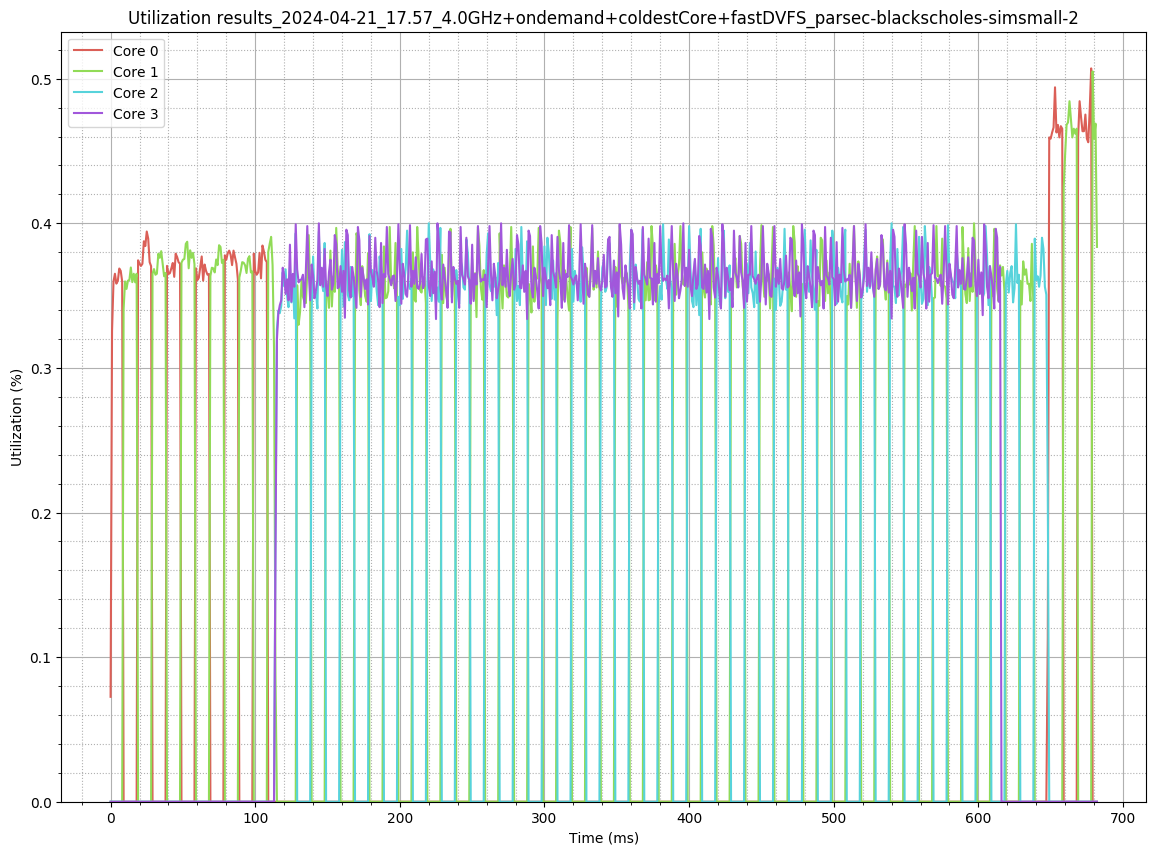 Utilization results_2024-04-21_17.57_4.0GHz+ondemand+coldestCore+fastDVFS_parsec-blackscholes-simsmall-2
Core 0
Core 1
Core 2
Core 3
0.5
0.4
0.3
0.2
0.1
0.0
Utilization (%)
0 100 200 300 400 500 600 700
Time (ms)